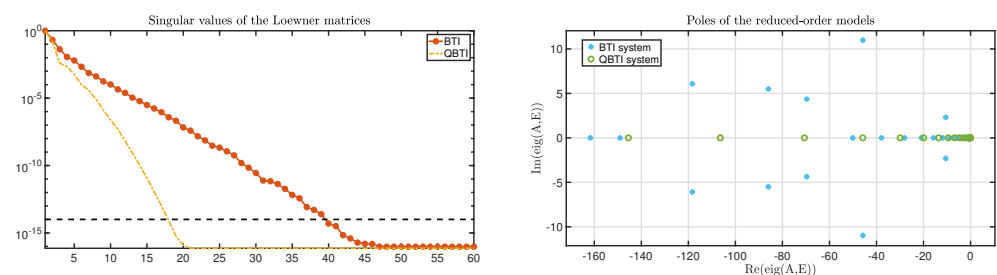 Singular values of the Loewner matrices
10^0
10^-5
10^-10
10^-15
BTI
QBTI
5 10 15 20 25 30 35 40 45 50 55 60
Poles of the reduced-order models
Im(eig(A,E))
10
5
0
-5
-10
BTI system
QBTI system
-160 -140 -120 -100 -80 -60 -40 -20 0
Re(eig(A,E))